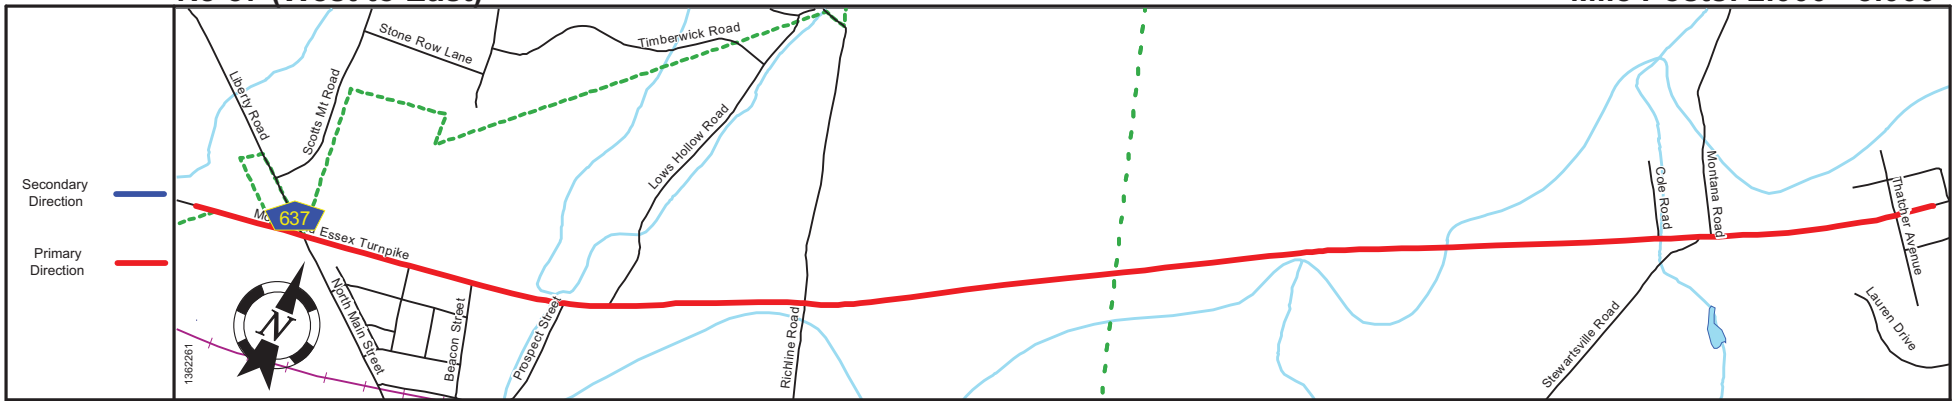 Secondary
Direction
Primary
Direction
Liberty Road
Scotts Mt Road
Stone Row Lane
Timberwick Road
Lows Hollow Road
637
Essex Turnpike
North Main Street
Beacon Street
Prospect Street
Richline Road
Stewartsville Road
Cole Road
Montana Road
Thatcher Avenue
Lauren Drive
N
1362261